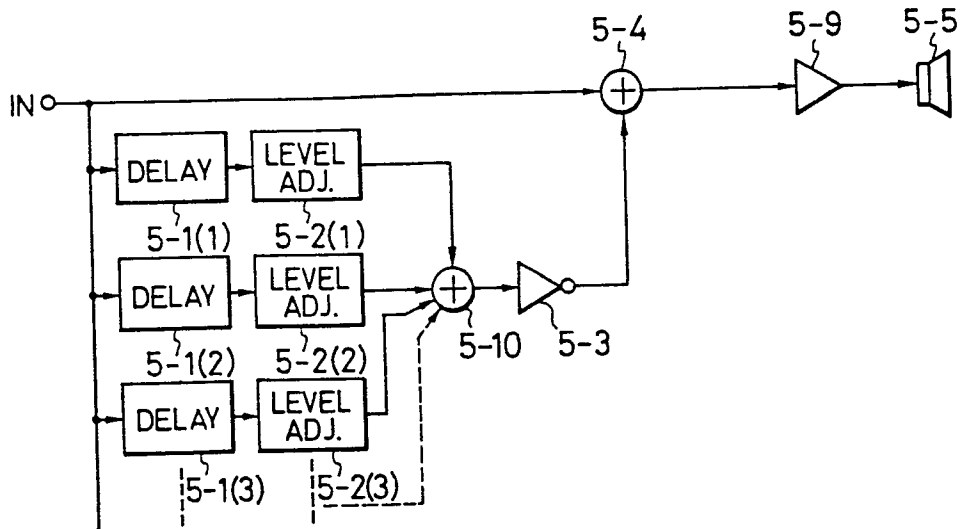 5-4
5-9
5-5
IN
DELAY
LEVEL
ADJ.
5-1(1)
5-2(1)
DELAY
LEVEL
ADJ.
5-10
5-3
5-1(2)
5-2(2)
DELAY
LEVEL
ADJ.
5-1(3)
5-2(3)